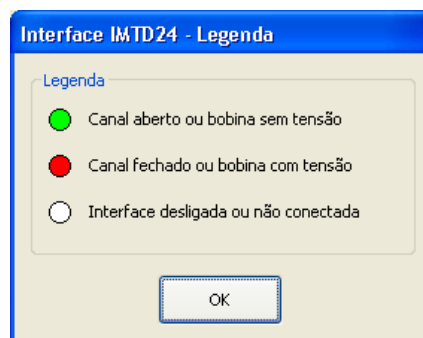 Interface IMTD24 - Legenda
Legenda
Canal aberto ou bobina sem tensão
Canal fechado ou bobina com tensão
Interface desligada ou não conectada
OK